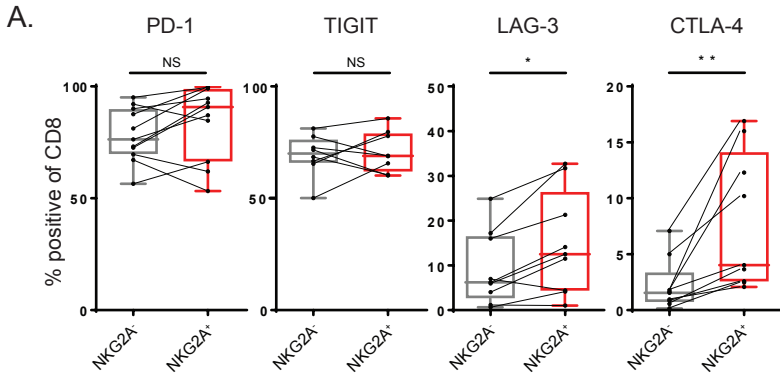 A.
PD-1 TIGIT LAG-3 CTLA-4
NS NS * * *
% positive of CD8
100 50 0
100 50 0
50 40 30 20 10 0
20 15 10 5 0
NKG2A⁻ NKG2A⁺ NKG2A⁻ NKG2A⁺ NKG2A⁻ NKG2A⁺ NKG2A⁻ NKG2A⁺